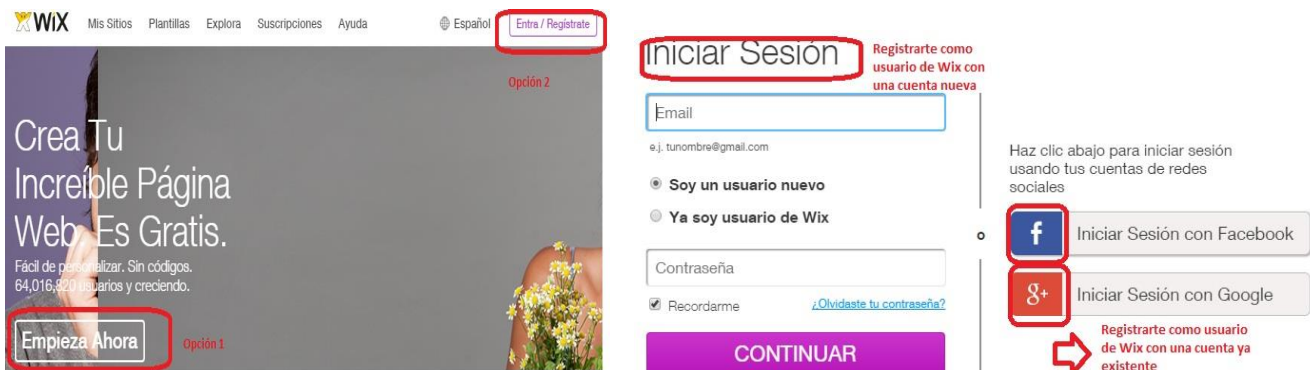 WiX Mis Sitios Plantillas Explora Suscripciones Ayuda Español Entra / Regístrate
Opción 2
Crea Tu
Increíble Página
Web. Es Gratis.
Fácil de personalizar. Sin códigos.
64,016,820 usuarios y creciendo.
Empieza Ahora
Opción 1
Iniciar Sesión
Registrarte como
usuario de Wix con
una cuenta nueva
Email
e.j. tunombre@gmail.com
Soy un usuario nuevo
Ya soy usuario de Wix
Contraseña
Recordarme ¿Olvidaste tu contraseña?
CONTINUAR
o
Haz clic abajo para iniciar sesión
usando tus cuentas de redes
sociales
f Iniciar Sesión con Facebook
g+ Iniciar Sesión con Google
Registrarte como usuario
de Wix con una cuenta ya
existente